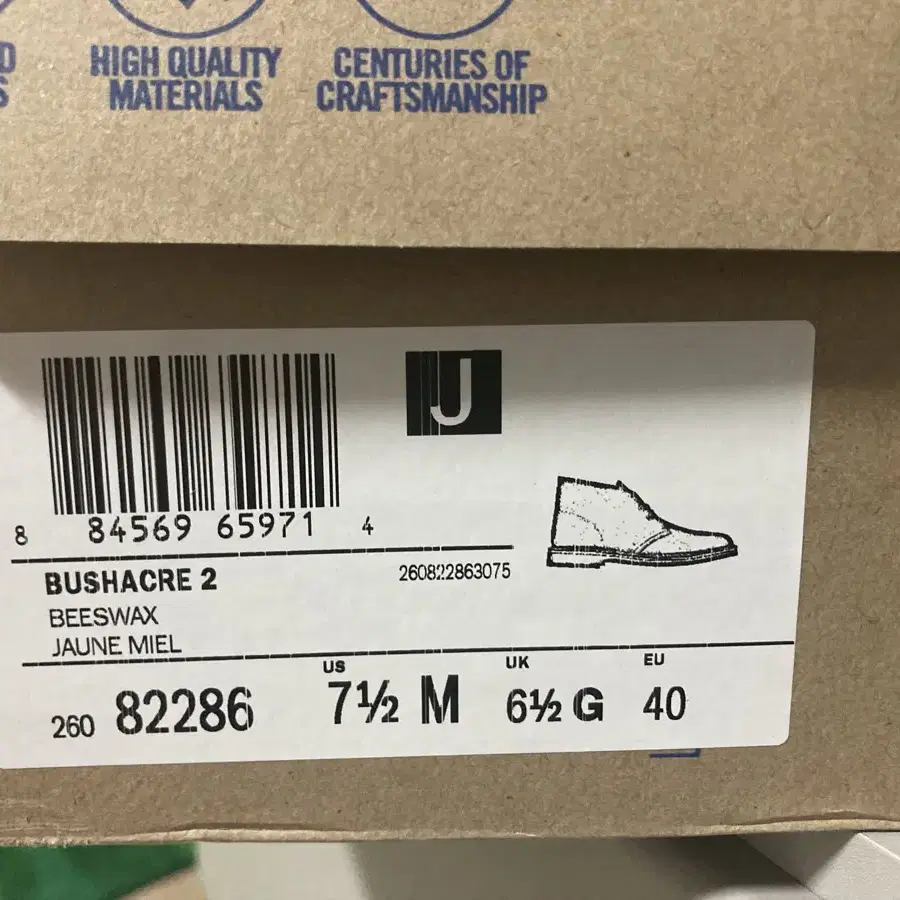 HIGH QUALITY
MATERIALS
CENTURIES OF
CRAFTSMANSHIP
J
8 84569 65971 4
BUSHACRE 2
260822863075
BEESWAX
JAUNE MIEL
US
UK
EU
260 82286 7½ M 6½ G 40